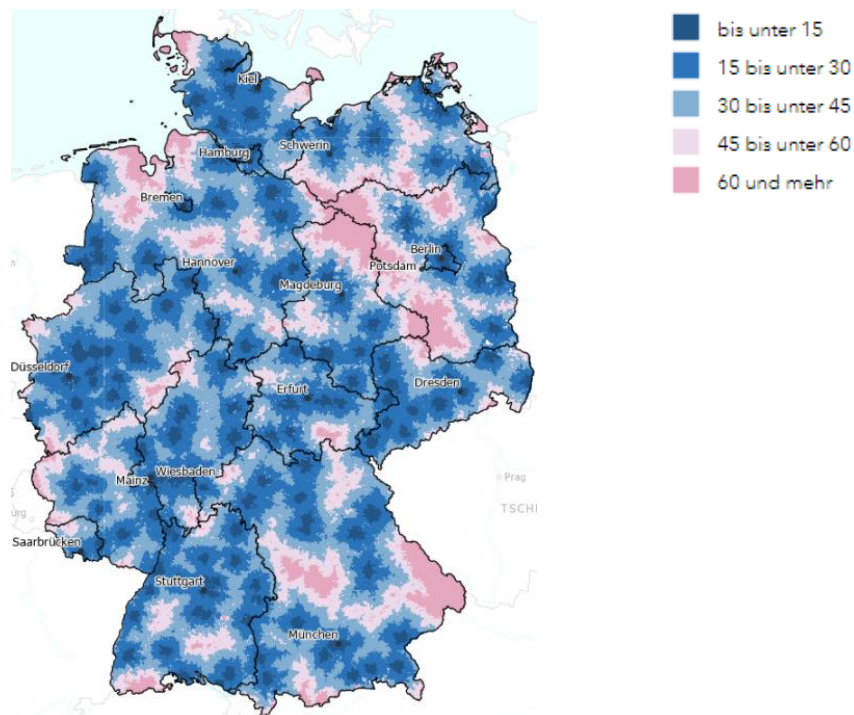 bis unter 15
15 bis unter 30
30 bis unter 45
45 bis unter 60
60 und mehr
Kiel
Hamburg
Schwerin
Bremen
Berlin
Hannover
Potsdam
Magdeburg
Düsseldorf
Erfurt
Dresden
Wiesbaden
Mainz
Prag
TSCH
Saarbrücken
Stuttgart
München